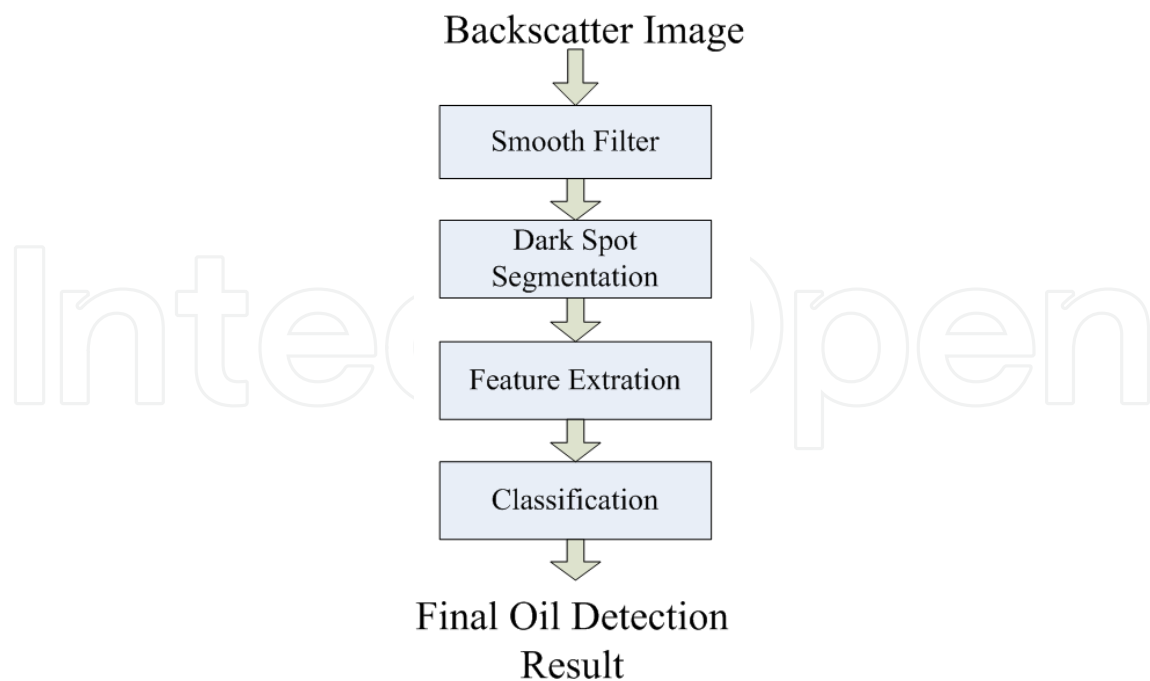 Backscatter Image
Smooth Filter
Dark Spot
Segmentation
Feature Extration
Classification
Final Oil Detection
Result